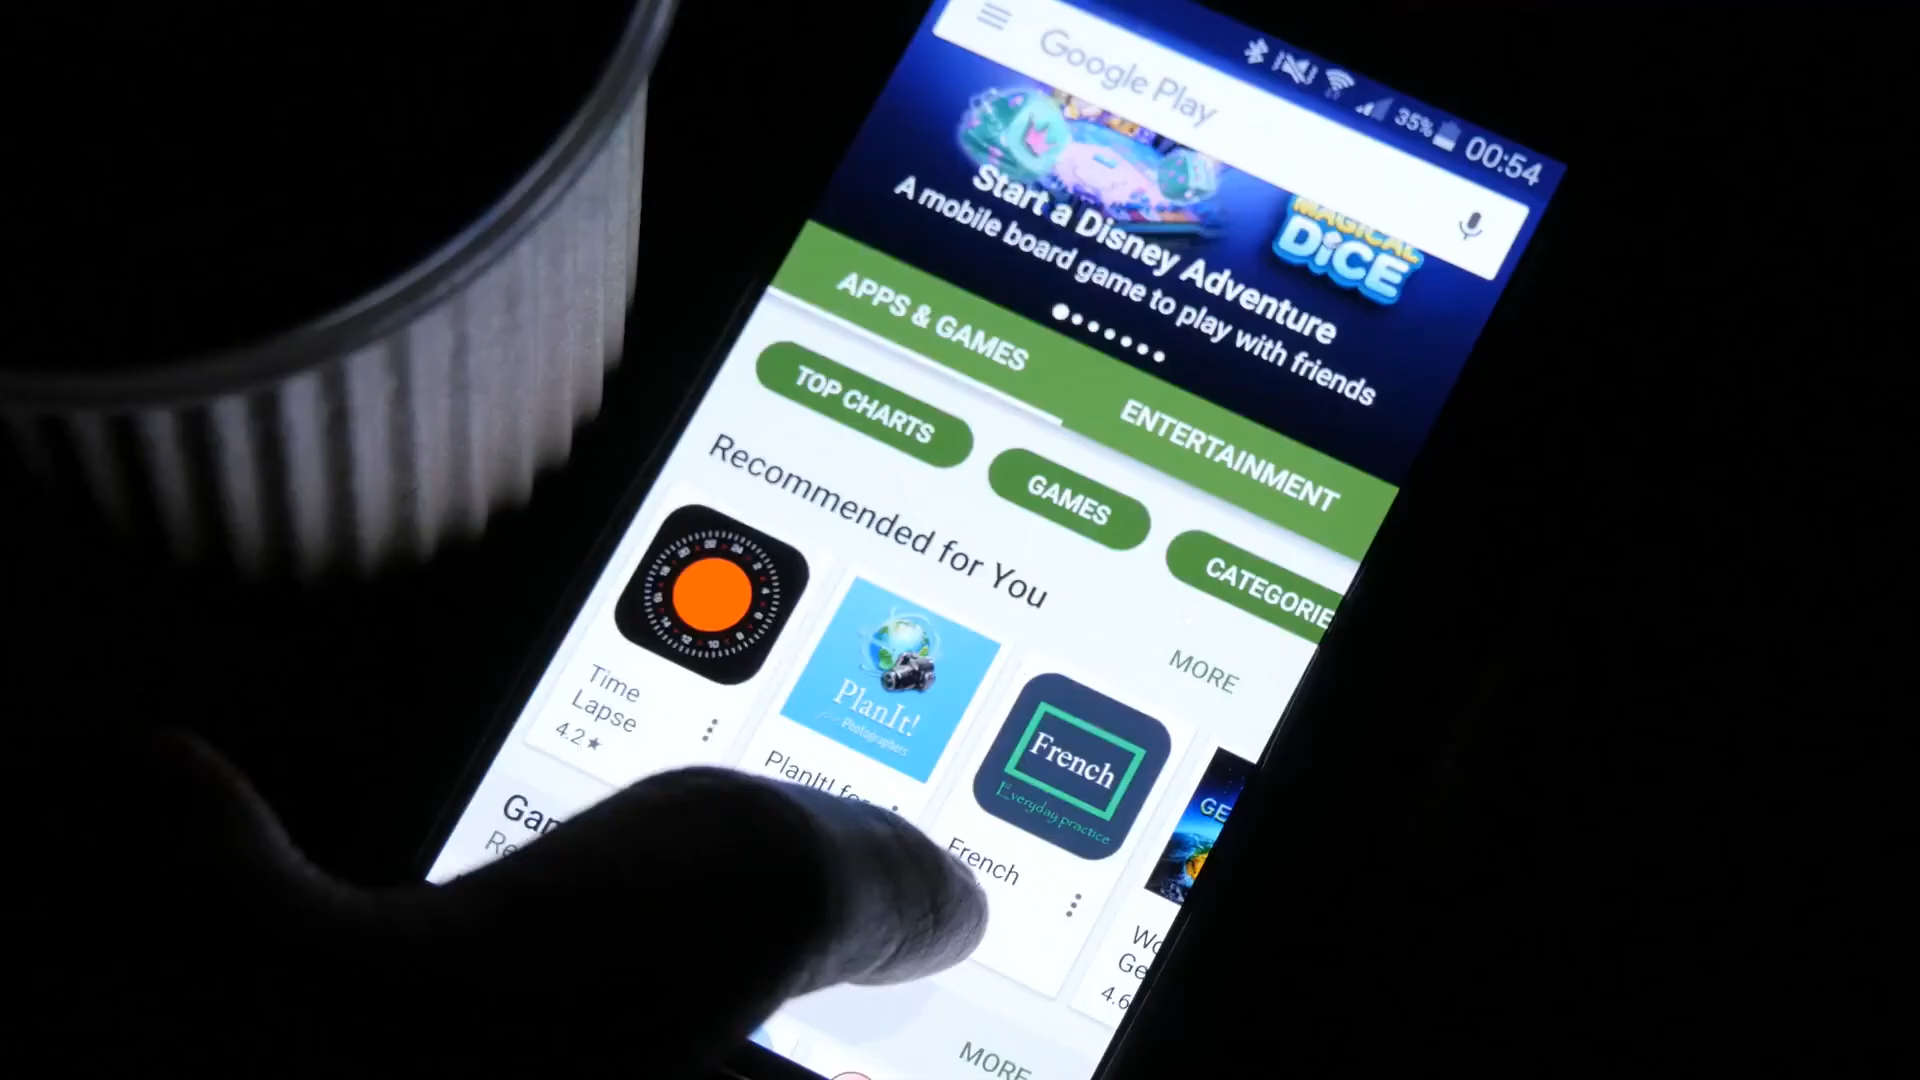 35% 00:54
Google Play
MAGICAL
DICE
Start a Disney Adventure
A mobile board game to play with friends
APPS & GAMES
ENTERTAINMENT
TOP CHARTS
GAMES
CATEGORIE
Recommended for You
MORE
PlanIt!
for
Photographers
French
Everyday practice
GE
Time
Lapse
4.2★
PlanIt! for
French
Wo
Ge
4.6
Gam
Re
MORE